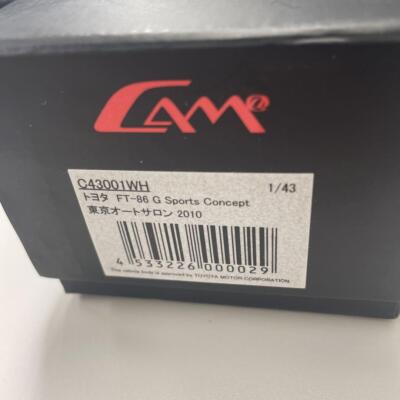 CAM@
C43001WH 1/43
トヨタ FT-86 G Sports Concept
東京オートサロン 2010
4 533226 000029
This vehicle body is approved by TOYOTA MOTOR CORPORATION